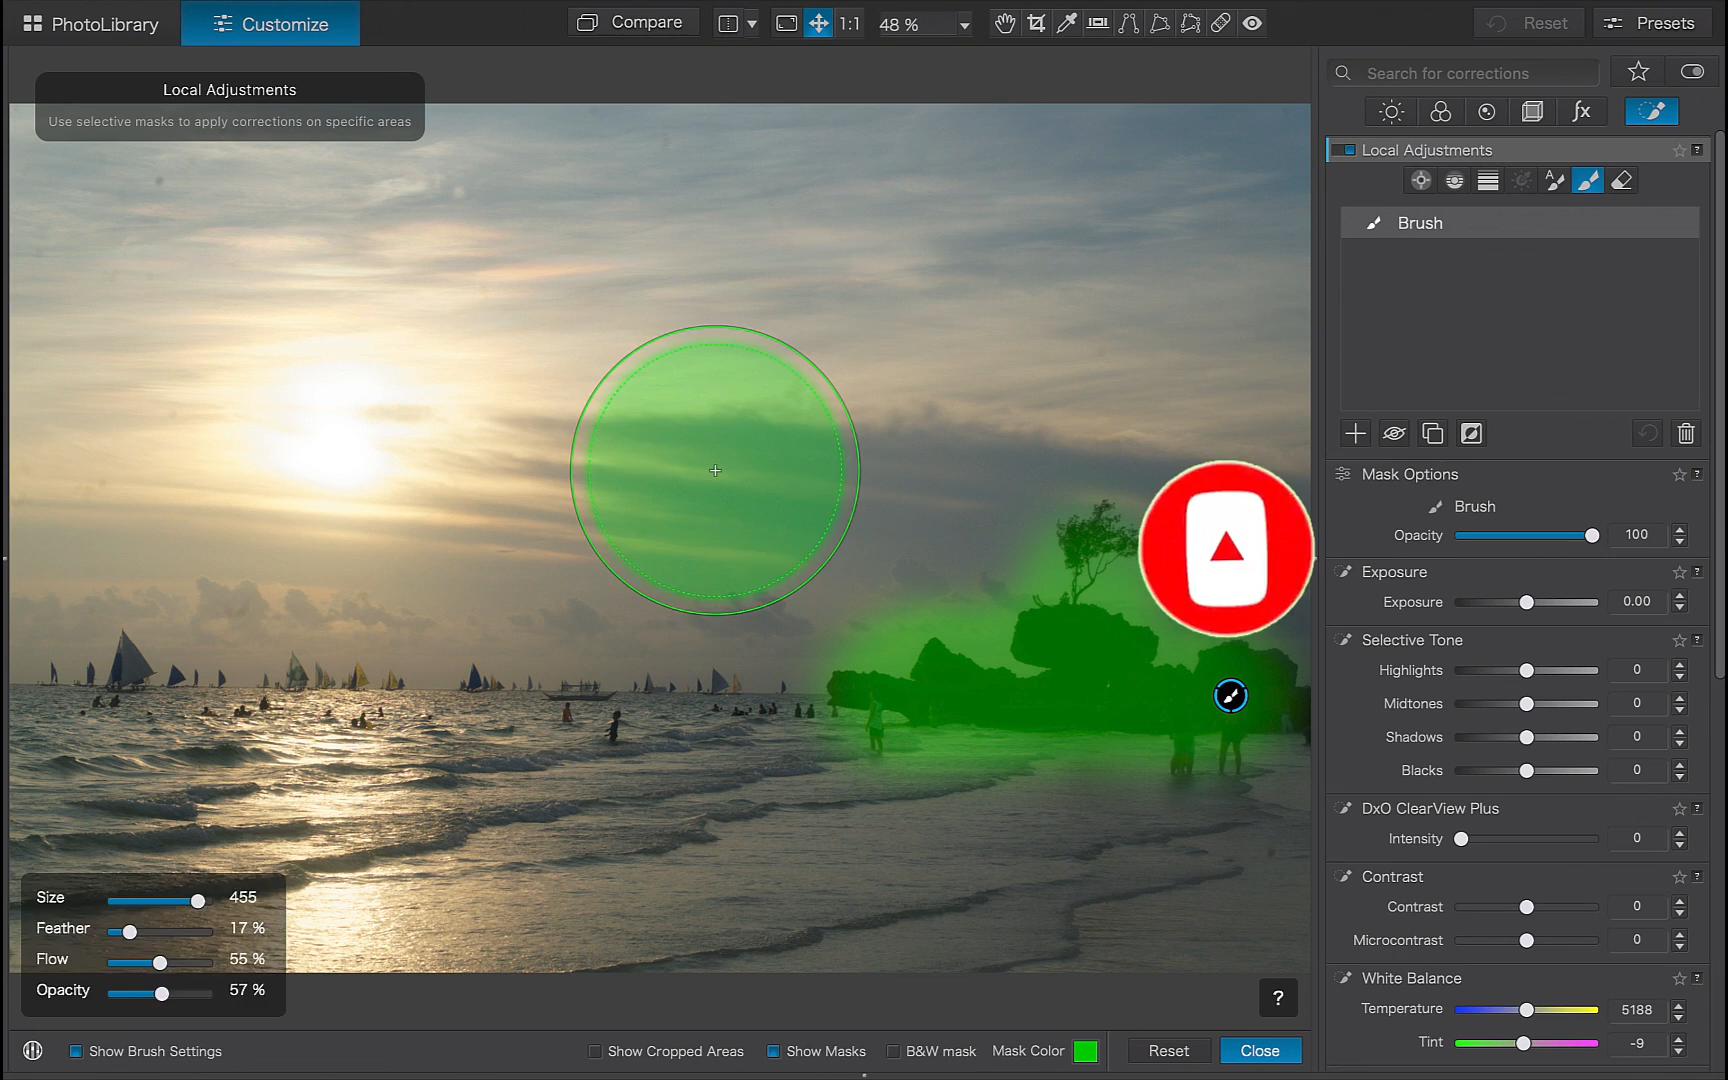 PhotoLibrary
Customize
Compare
1:1
48 %
Reset
Presets
Local Adjustments
Use selective masks to apply corrections on specific areas
Search for corrections
fx
Local Adjustments
?
A
Brush
Mask Options
?
Brush
Opacity
100
Exposure
?
Exposure
0.00
Selective Tone
?
Highlights
0
Midtones
0
Shadows
0
Blacks
0
DxO ClearView Plus
?
Intensity
0
Contrast
?
Contrast
0
Microcontrast
0
White Balance
?
Temperature
5188
Tint
-9
Size
455
Feather
17 %
Flow
55 %
Opacity
57 %
?
Show Brush Settings
Show Cropped Areas
Show Masks
B&W mask
Mask Color
Reset
Close